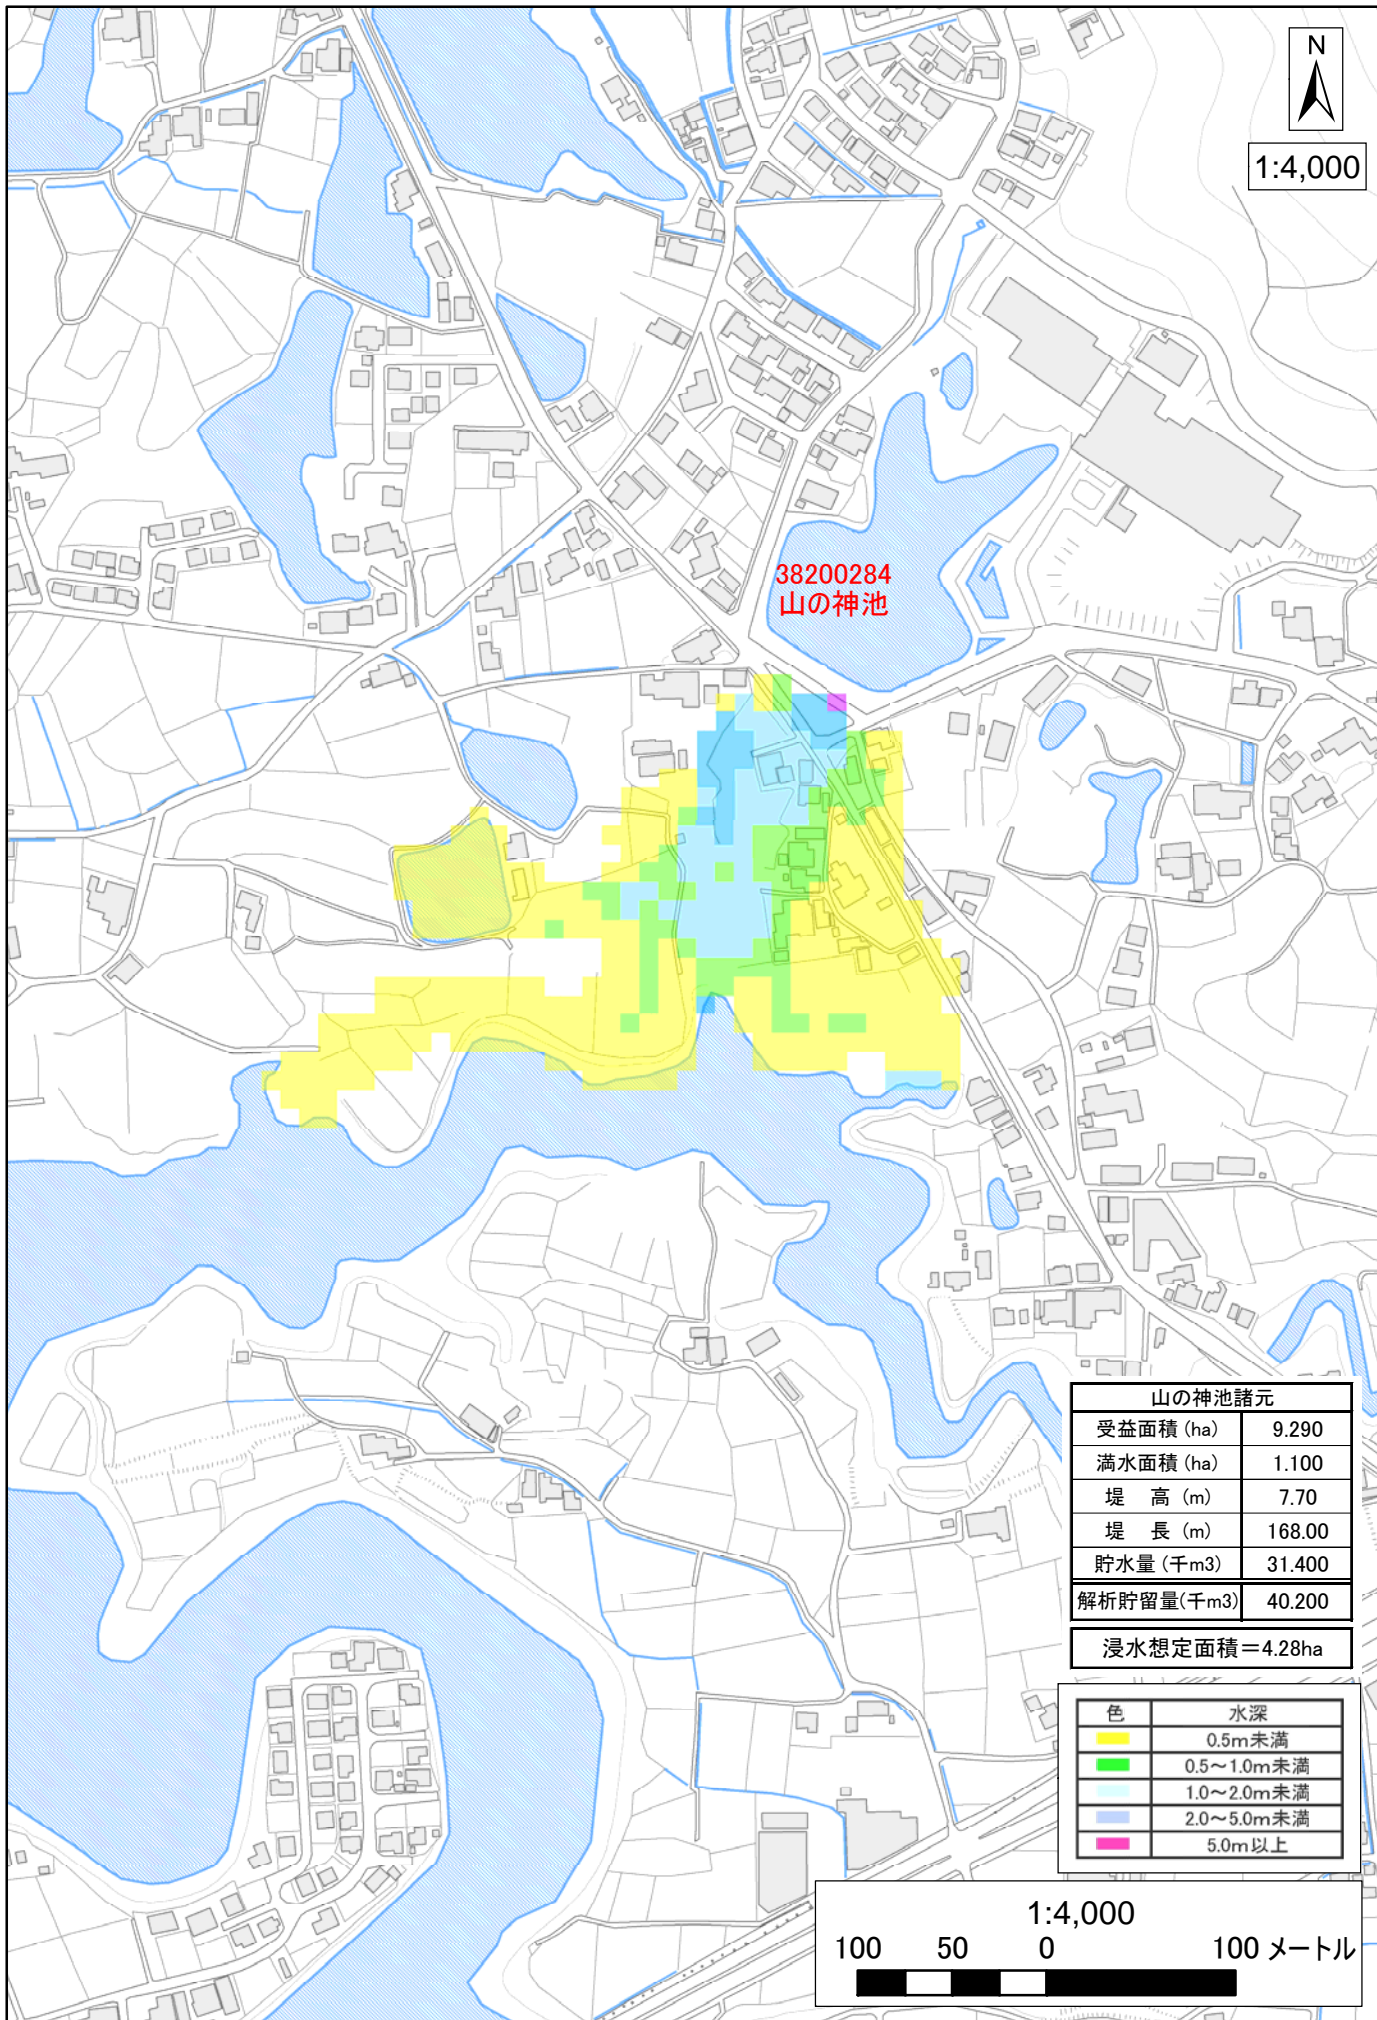 N
1:4,000
38200284
山の神池
山の神池諸元
受益面積 (ha) 9.290
満水面積 (ha) 1.100
堤 高 (m) 7.70
堤 長 (m) 168.00
貯水量 (千m3) 31.400
解析貯留量(千m3) 40.200
浸水想定面積=4.28ha
色 水深
0.5m未満
0.5～1.0m未満
1.0～2.0m未満
2.0～5.0m未満
5.0m以上
1:4,000
100 50 0 100 メートル